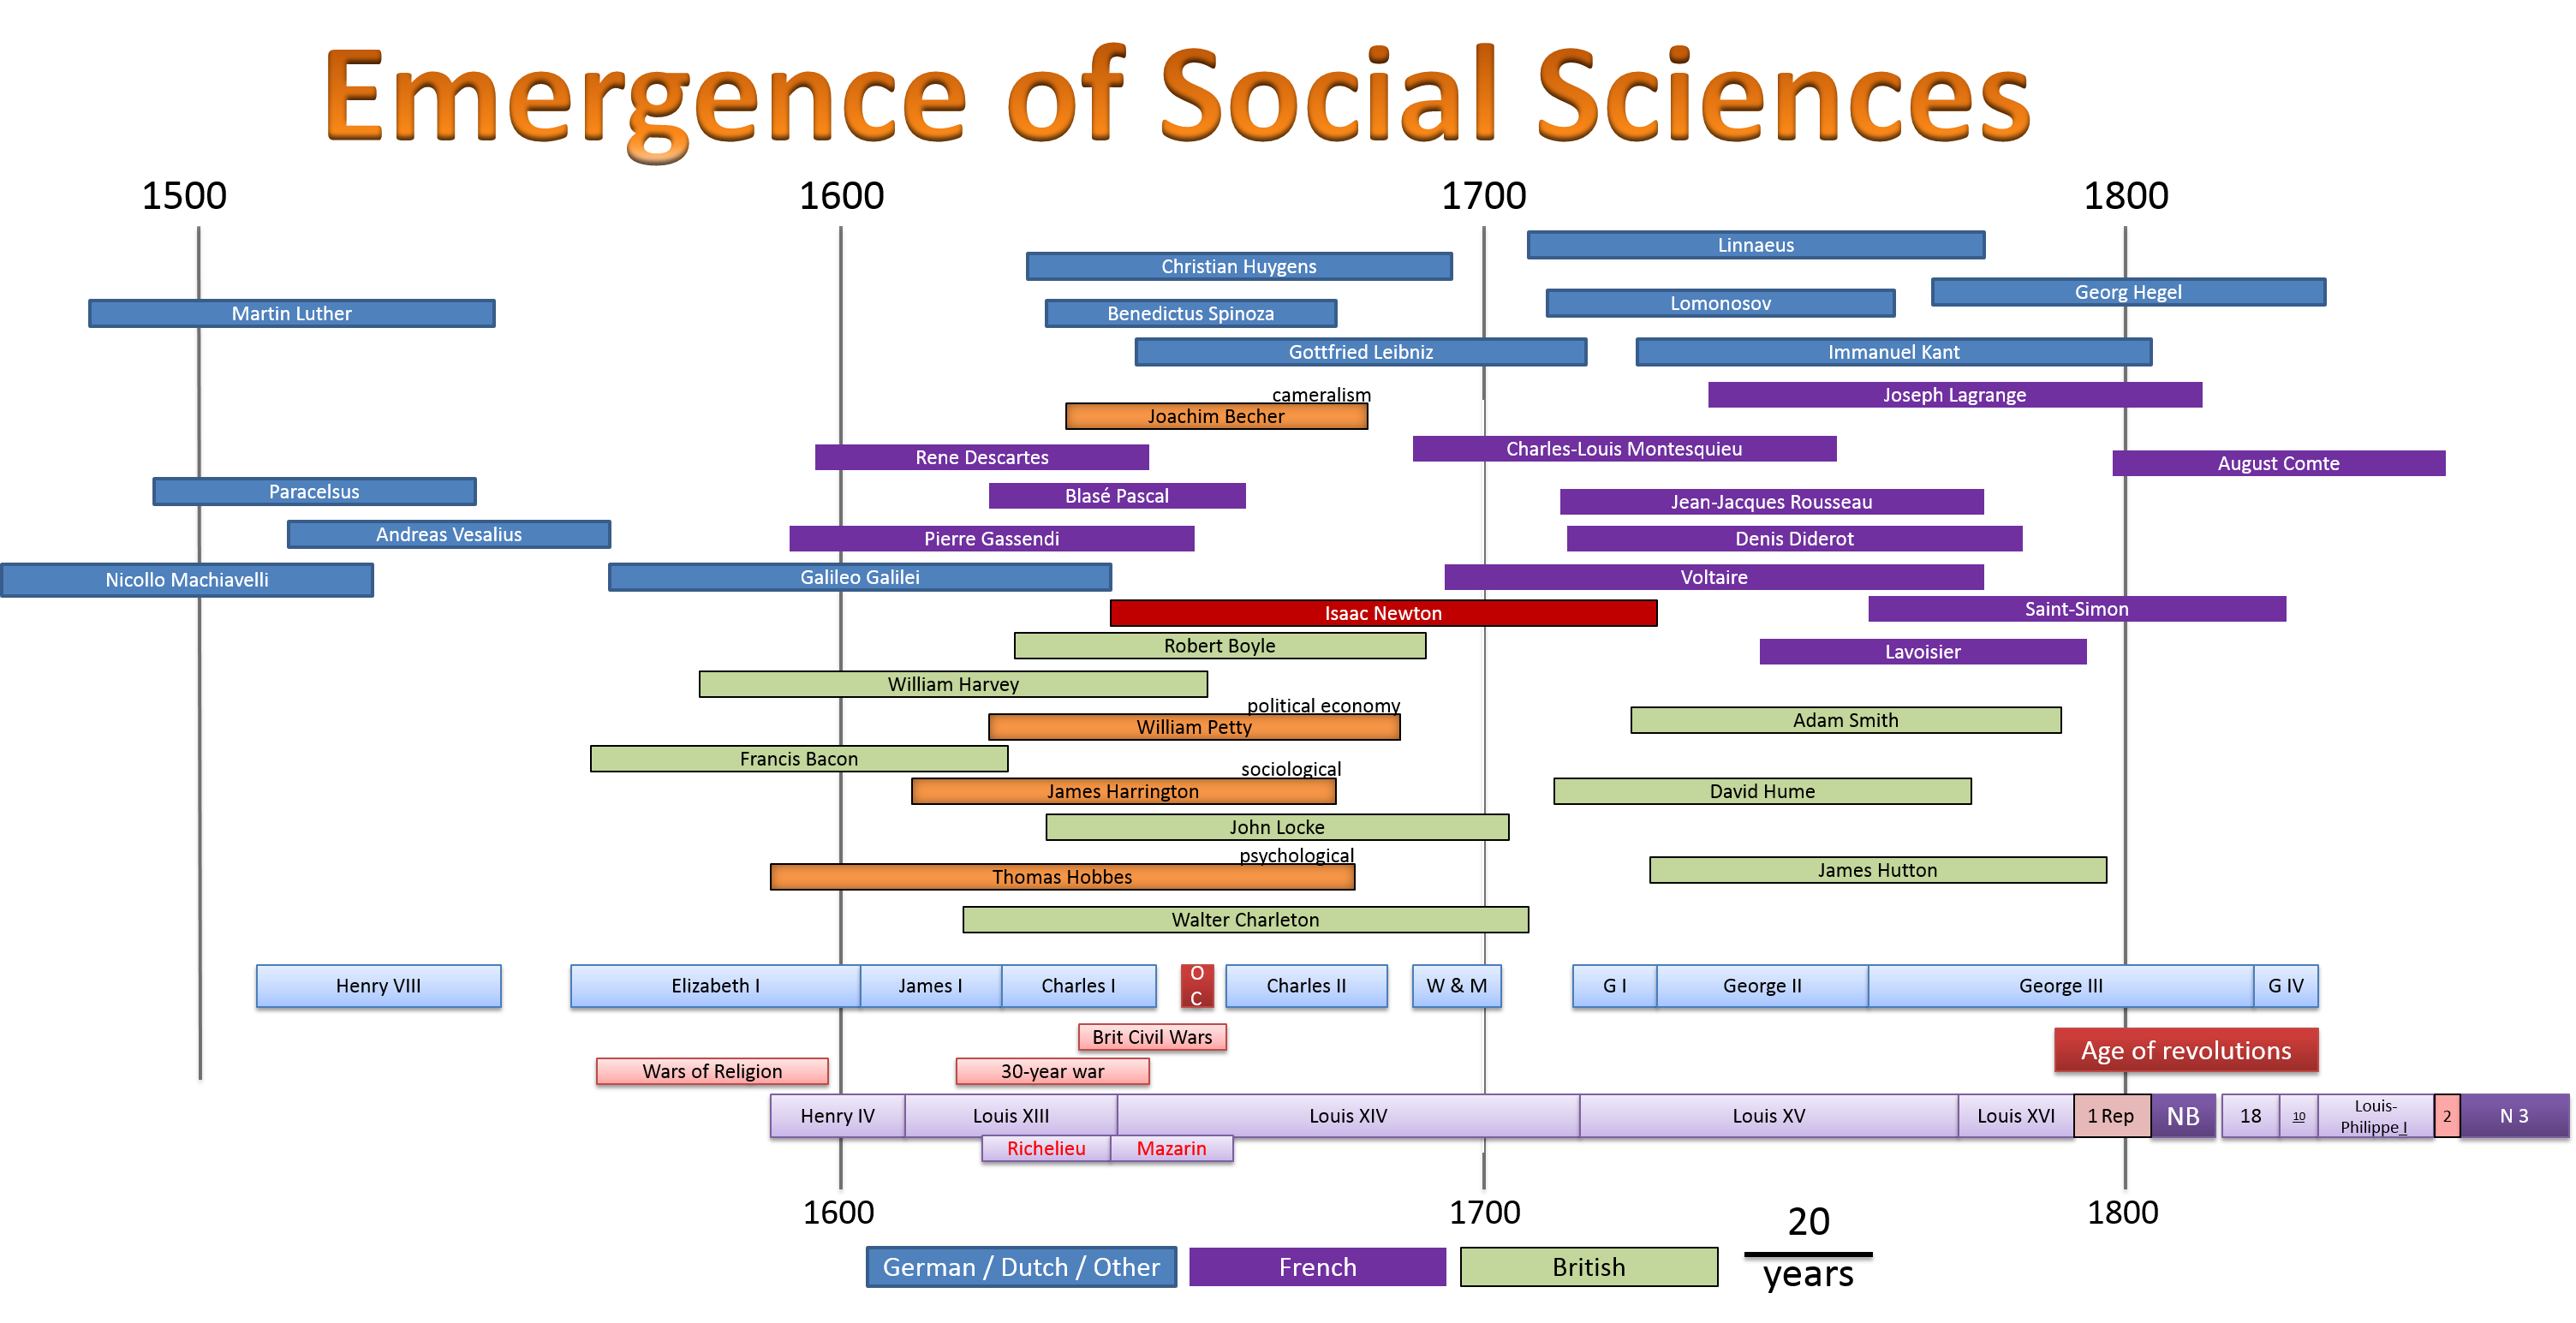 Emergence of Social Sciences
1500
1600
1700
1800
Linnaeus
Christian Huygens
Georg Hegel
Martin Luther
Benedictus Spinoza
Lomonosov
Gottfried Leibniz
Immanuel Kant
cameralism
Joseph Lagrange
Joachim Becher
Rene Descartes
Charles-Louis Montesquieu
August Comte
Paracelsus
Blasé Pascal
Jean-Jacques Rousseau
Andreas Vesalius
Pierre Gassendi
Denis Diderot
Nicollo Machiavelli
Galileo Galilei
Voltaire
Isaac Newton
Saint-Simon
Robert Boyle
Lavoisier
William Harvey
political economy
William Petty
Adam Smith
Francis Bacon
sociological
James Harrington
David Hume
John Locke
psychological
Thomas Hobbes
James Hutton
Walter Charleton
Henry VIII
Elizabeth I
James I
Charles I
O
C
Charles II
W & M
G I
George II
George III
G IV
Brit Civil Wars
Age of revolutions
Wars of Religion
30-year war
Henry IV
Louis XIII
Louis XIV
Louis XV
Louis XVI
1 Rep
NB
18
10
Louis-
Philippe I
2
N 3
Richelieu
Mazarin
1600
1700
1800
20
years
German / Dutch / Other
French
British